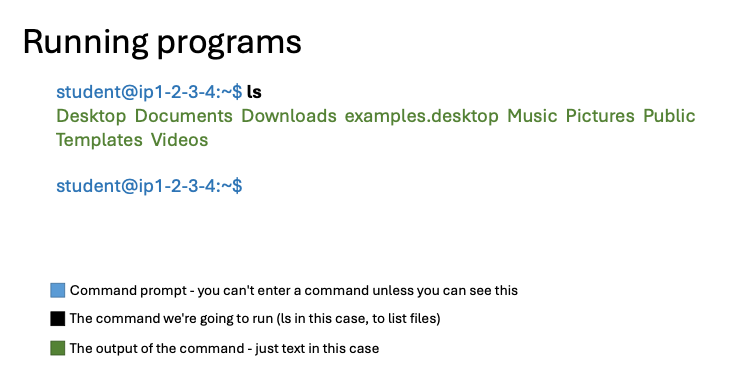 Running programs
student@ip1-2-3-4:~$ ls
Desktop Documents Downloads examples.desktop Music Pictures Public
Templates Videos
student@ip1-2-3-4:~$
Command prompt - you can't enter a command unless you can see this
The command we're going to run (ls in this case, to list files)
The output of the command - just text in this case